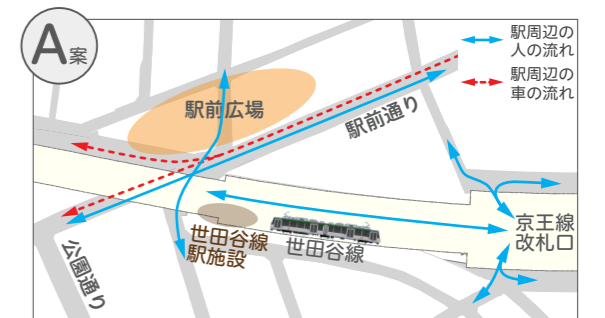 A案
駅周辺の
人の流れ
駅周辺の
車の流れ
駅前広場
駅前通り
京王線
改札口
世田谷線
駅施設
世田谷線
公園通り